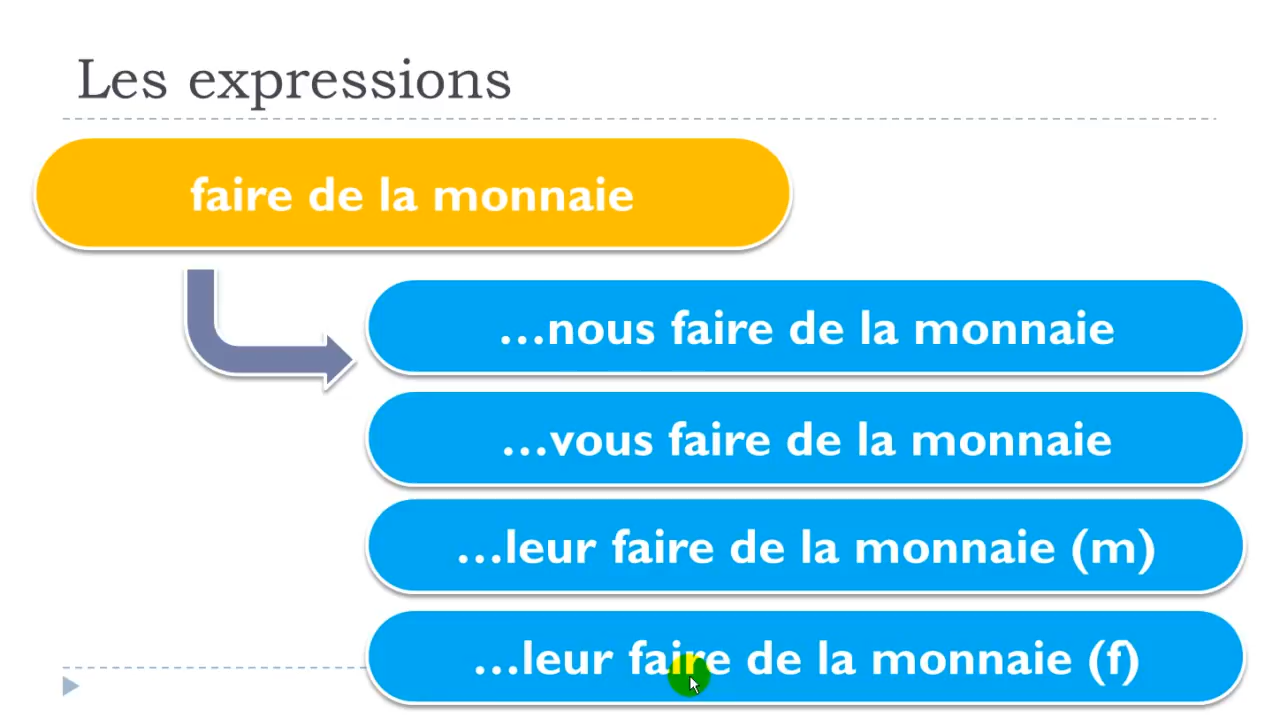 Les expressions
faire de la monnaie
...nous faire de la monnaie
...vous faire de la monnaie
...leur faire de la monnaie (m)
...leur faire de la monnaie (f)